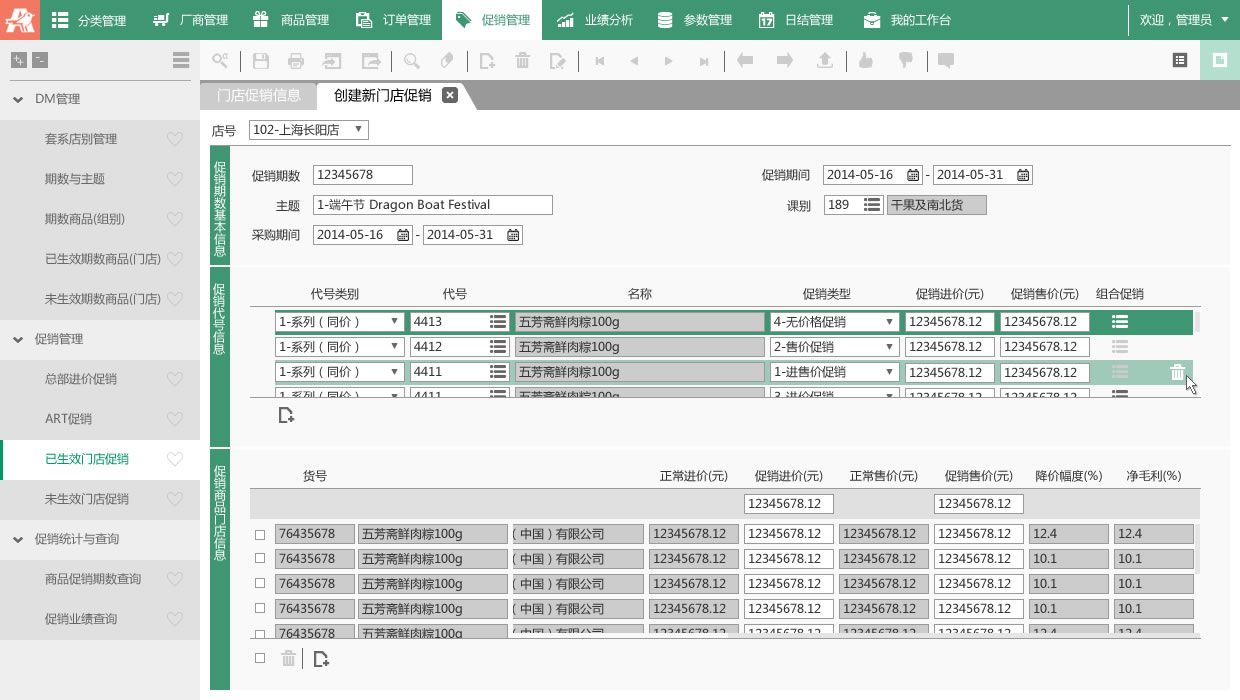 分类管理 厂商管理 商品管理 订单管理 促销管理 业绩分析 参数管理 日结管理 我的工作台 欢迎，管理员
DM管理
套系店别管理
期数与主题
期数商品(组别)
已生效期数商品(门店)
未生效期数商品(门店)
促销管理
总部进价促销
ART促销
已生效门店促销
未生效门店促销
促销统计与查询
商品促销期数查询
促销业绩查询
门店促销信息 创建新门店促销
店号 102-上海长阳店
促销期数基本信息
促销期数 12345678 促销期间 2014-05-16 - 2014-05-31
主题 1-端午节 Dragon Boat Festival 课别 189 干果及南北货
采购期间 2014-05-16 - 2014-05-31
促销代号信息
代号类别 代号 名称 促销类型 促销进价(元) 促销售价(元) 组合促销
1-系列（同价） 4413 五芳斋鲜肉粽100g 4-无价格促销 12345678.12 12345678.12
1-系列（同价） 4412 五芳斋鲜肉粽100g 2-售价促销 12345678.12 12345678.12
1-系列（同价） 4411 五芳斋鲜肉粽100g 1-进售价促销 12345678.12 12345678.12
1-系列（同价） 4411 五芳斋鲜肉粽100g 3-进价促销 12345678.12 12345678.12
促销商品门店信息
货号 正常进价(元) 促销进价(元) 正常售价(元) 促销售价(元) 降价幅度(%) 净毛利(%)
12345678.12 12345678.12
76435678 五芳斋鲜肉粽100g （中国）有限公司 12345678.12 12345678.12 12345678.12 12345678.12 12.4 12.4
76435678 五芳斋鲜肉粽100g （中国）有限公司 12345678.12 12345678.12 12345678.12 12345678.12 10.1 10.1
76435678 五芳斋鲜肉粽100g （中国）有限公司 12345678.12 12345678.12 12345678.12 12345678.12 10.1 10.1
76435678 五芳斋鲜肉粽100g （中国）有限公司 12345678.12 12345678.12 12345678.12 12345678.12 10.1 10.1
76435678 五芳斋鲜肉粽100g （中国）有限公司 12345678.12 12345678.12 12345678.12 12345678.12 12.4 12.4